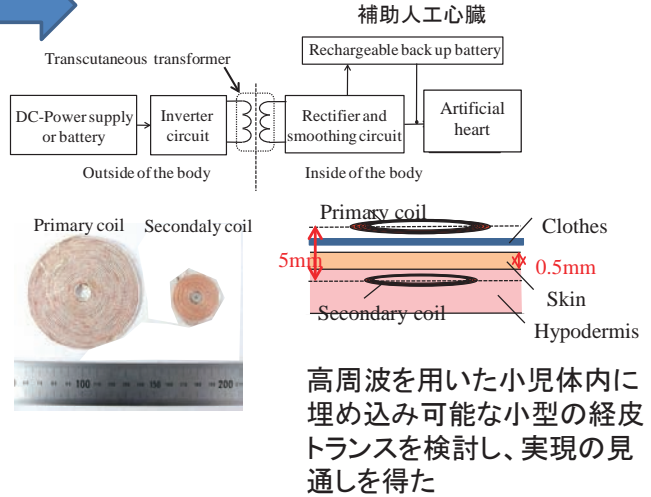 補助人工心臓
Rechargeable back up battery
Transcutaneous transformer
DC-Power supply
or battery
Inverter
circuit
Rectifier and
smoothing circuit
Artificial
heart
Outside of the body
Inside of the body
Primary coil
Secondaly coil
Primary coil
Clothes
5mm
0.5mm
Skin
Secondary coil
Hypodermis
100
150
200
高周波を用いた小児体内に
埋め込み可能な小型の経皮
トランスを検討し、実現の見
通しを得た